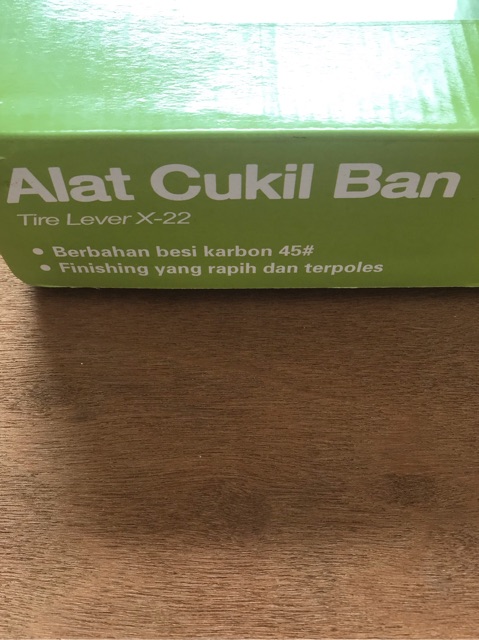 Alat Cukil Ban
Tire Lever X-22
• Berbahan besi karbon 45#
• Finishing yang rapih dan terpoles